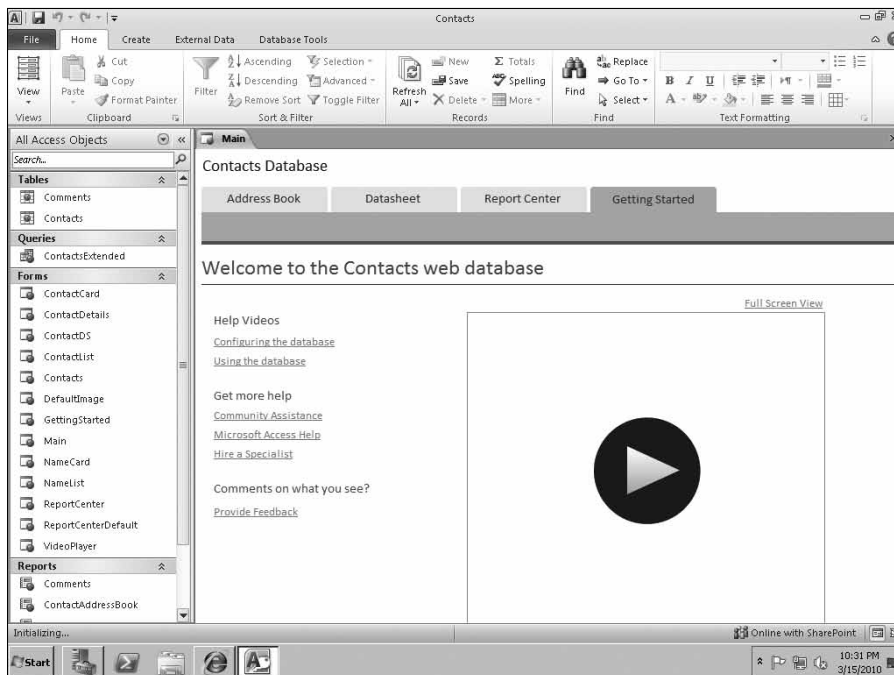 Contacts
File Home Create External Data Database Tools
View
Views
Paste
Cut
Copy
Format Painter
Clipboard
Filter
Ascending
Descending
Remove Sort
Selection
Advanced
Toggle Filter
Sort & Filter
Refresh
All
New
Save
Delete
Totals
Spelling
More
Records
Find
Replace
Go To
Select
Find
B I U
A
Text Formatting
All Access Objects
Search...
Tables
Comments
Contacts
Queries
ContactsExtended
Forms
ContactCard
ContactDetails
ContactDS
ContactList
Contacts
DefaultImage
GettingStarted
Main
NameCard
NameList
ReportCenter
ReportCenterDefault
VideoPlayer
Reports
Comments
ContactAddressBook
Main
Contacts Database
Address Book Datasheet Report Center Getting Started
Welcome to the Contacts web database
Full Screen View
Help Videos
Configuring the database
Using the database
Get more help
Community Assistance
Microsoft Access Help
Hire a Specialist
Comments on what you see?
Provide Feedback
Initializing...
Online with SharePoint
Start
10:31 PM
3/15/2010